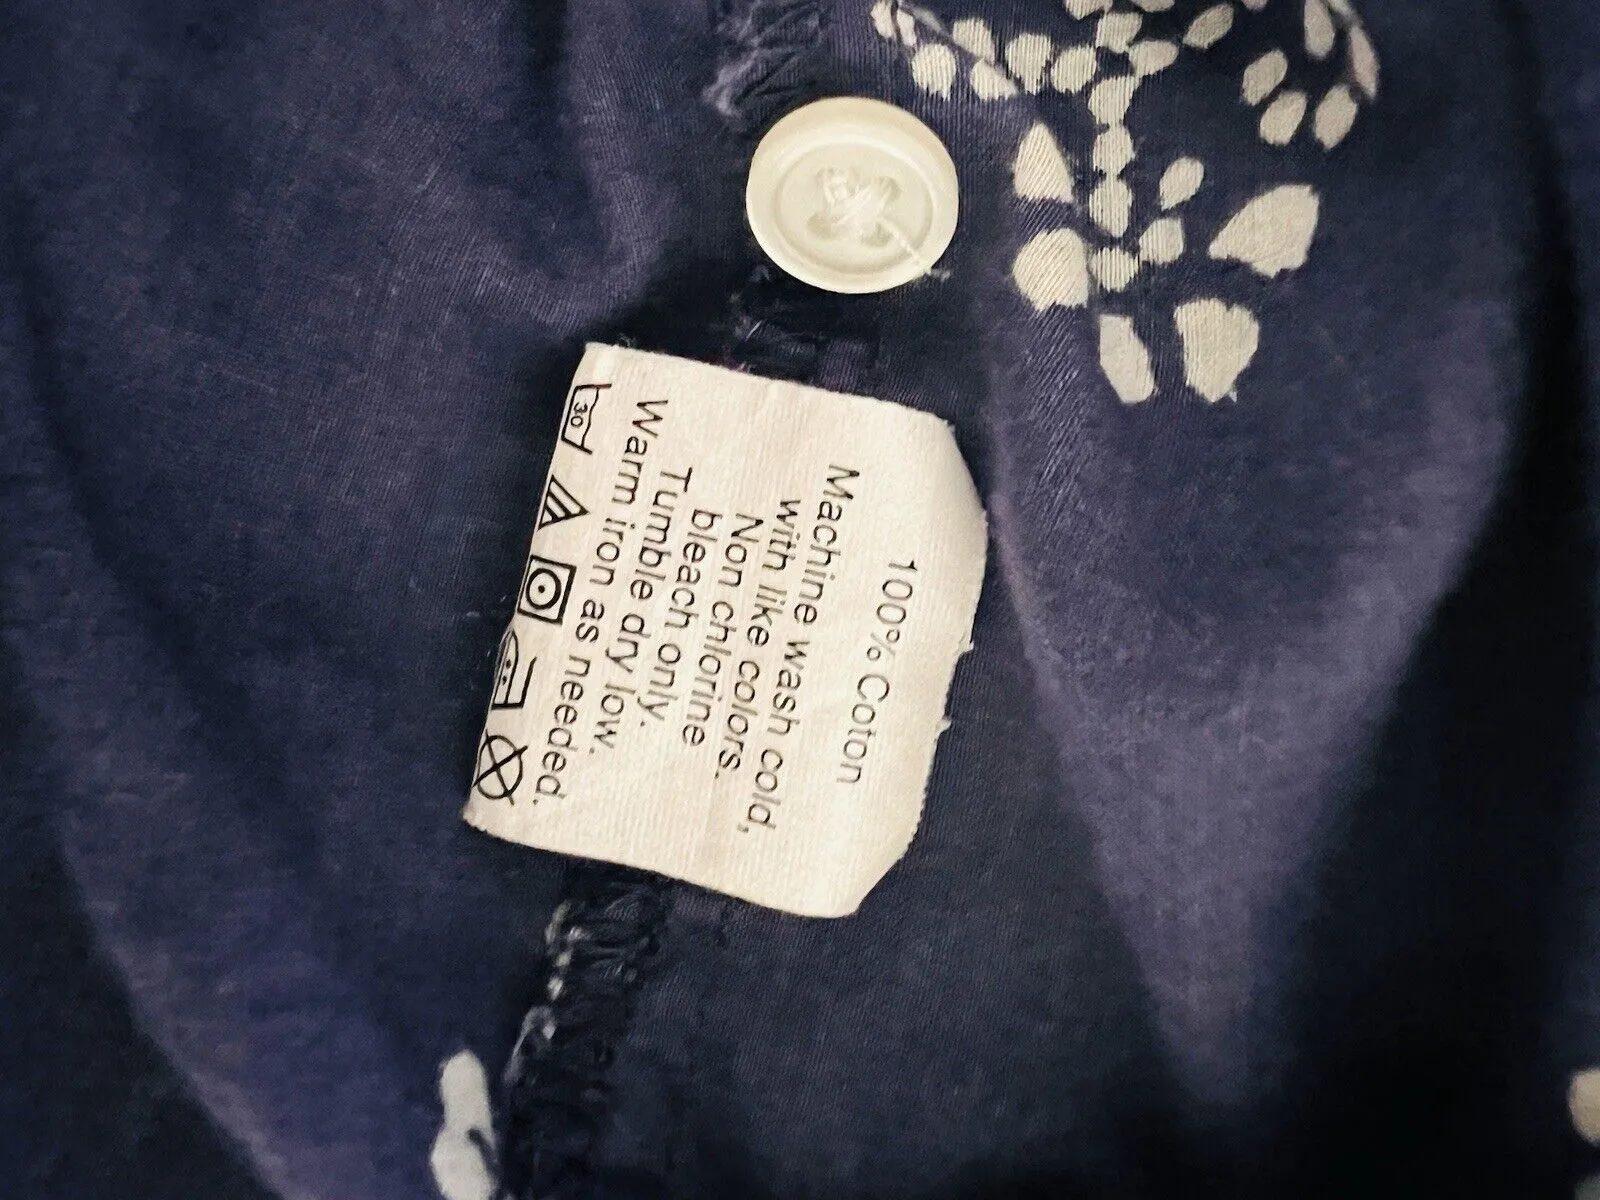 100% Coton
Machine wash cold,
with like colors.
Non chlorine
bleach only.
Tumble dry low.
Warm iron as needed.
30